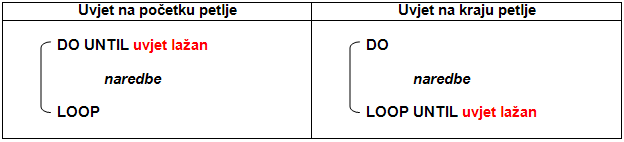 Uvjet na početku petlje
DO UNTIL uvjet lažan
naredbe
LOOP
Uvjet na kraju petlje
DO
naredbe
LOOP UNTIL uvjet lažan